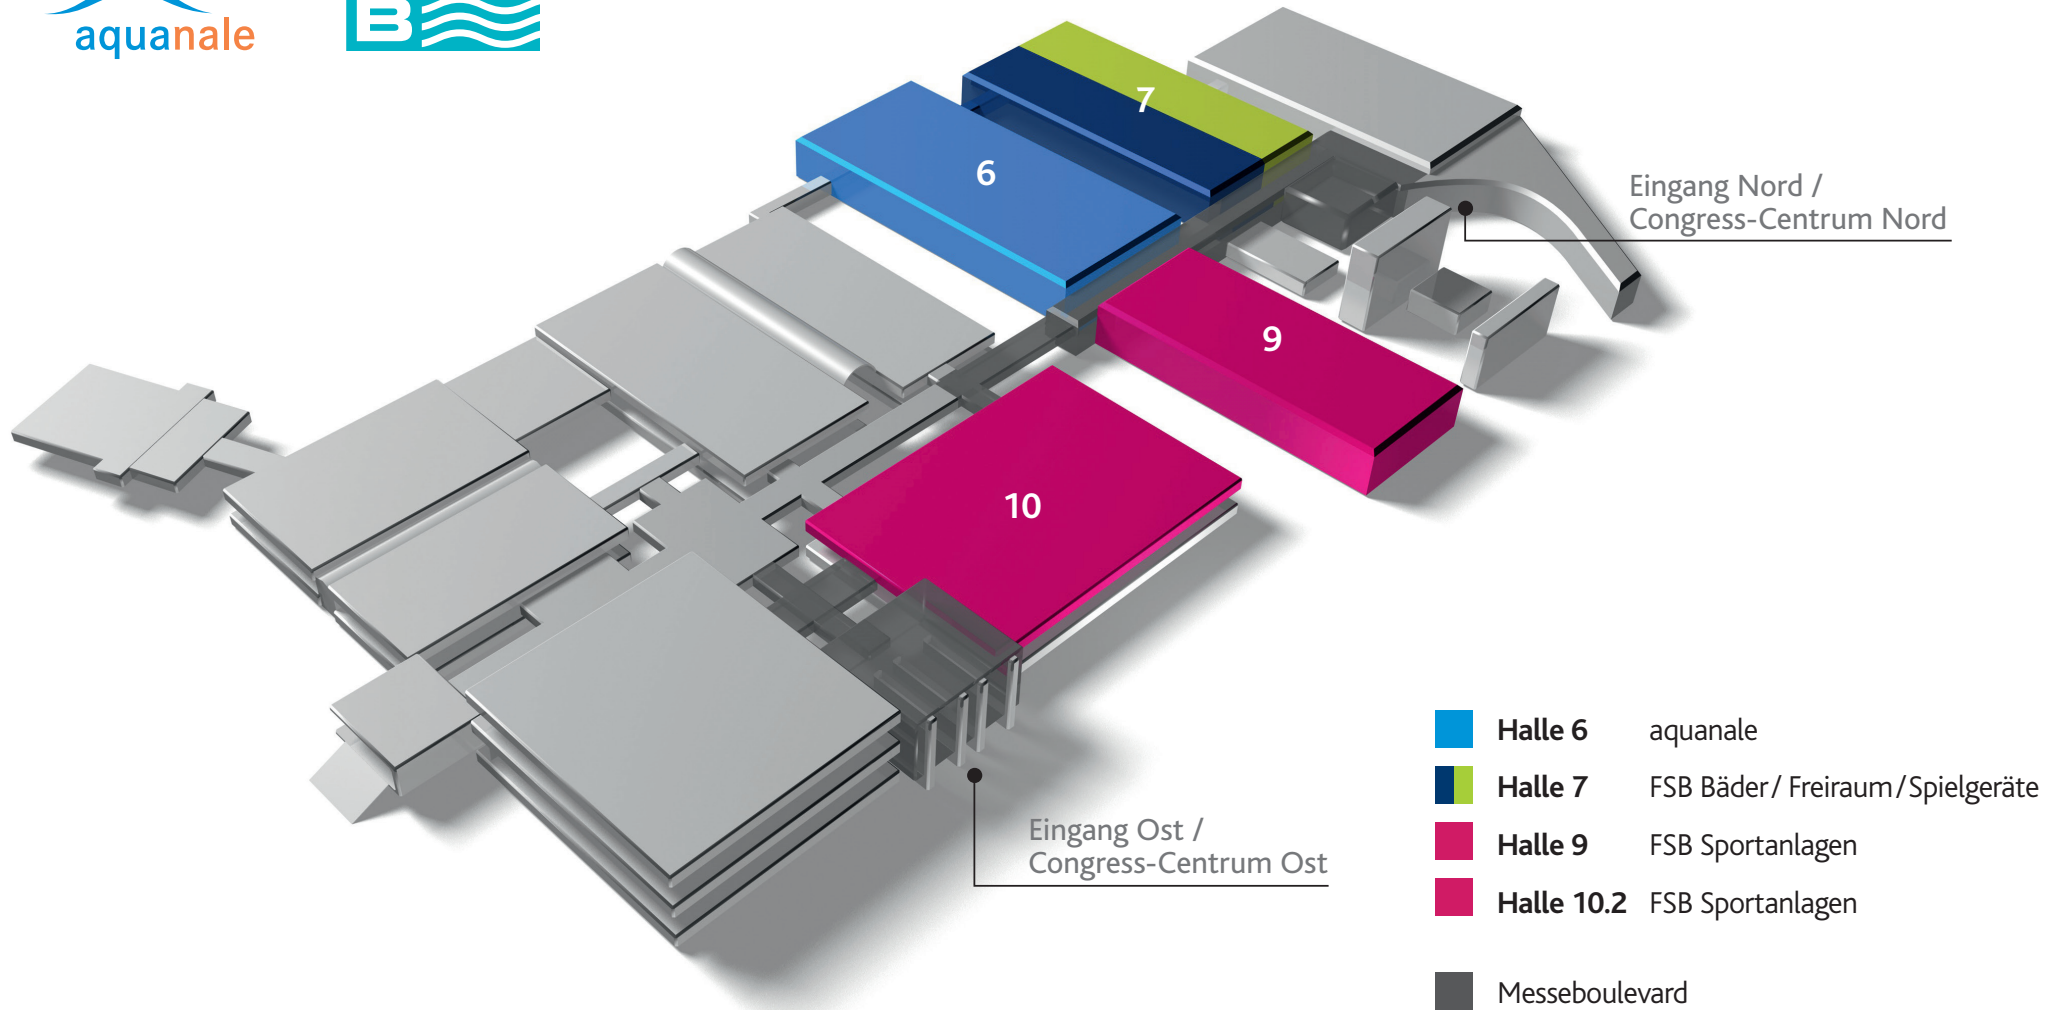 aquanale
B
7
6
Eingang Nord /
Congress-Centrum Nord
9
10
Eingang Ost /
Congress-Centrum Ost
Halle 6 aquanale
Halle 7 FSB Bäder / Freiraum / Spielgeräte
Halle 9 FSB Sportanlagen
Halle 10.2 FSB Sportanlagen
Messeboulevard